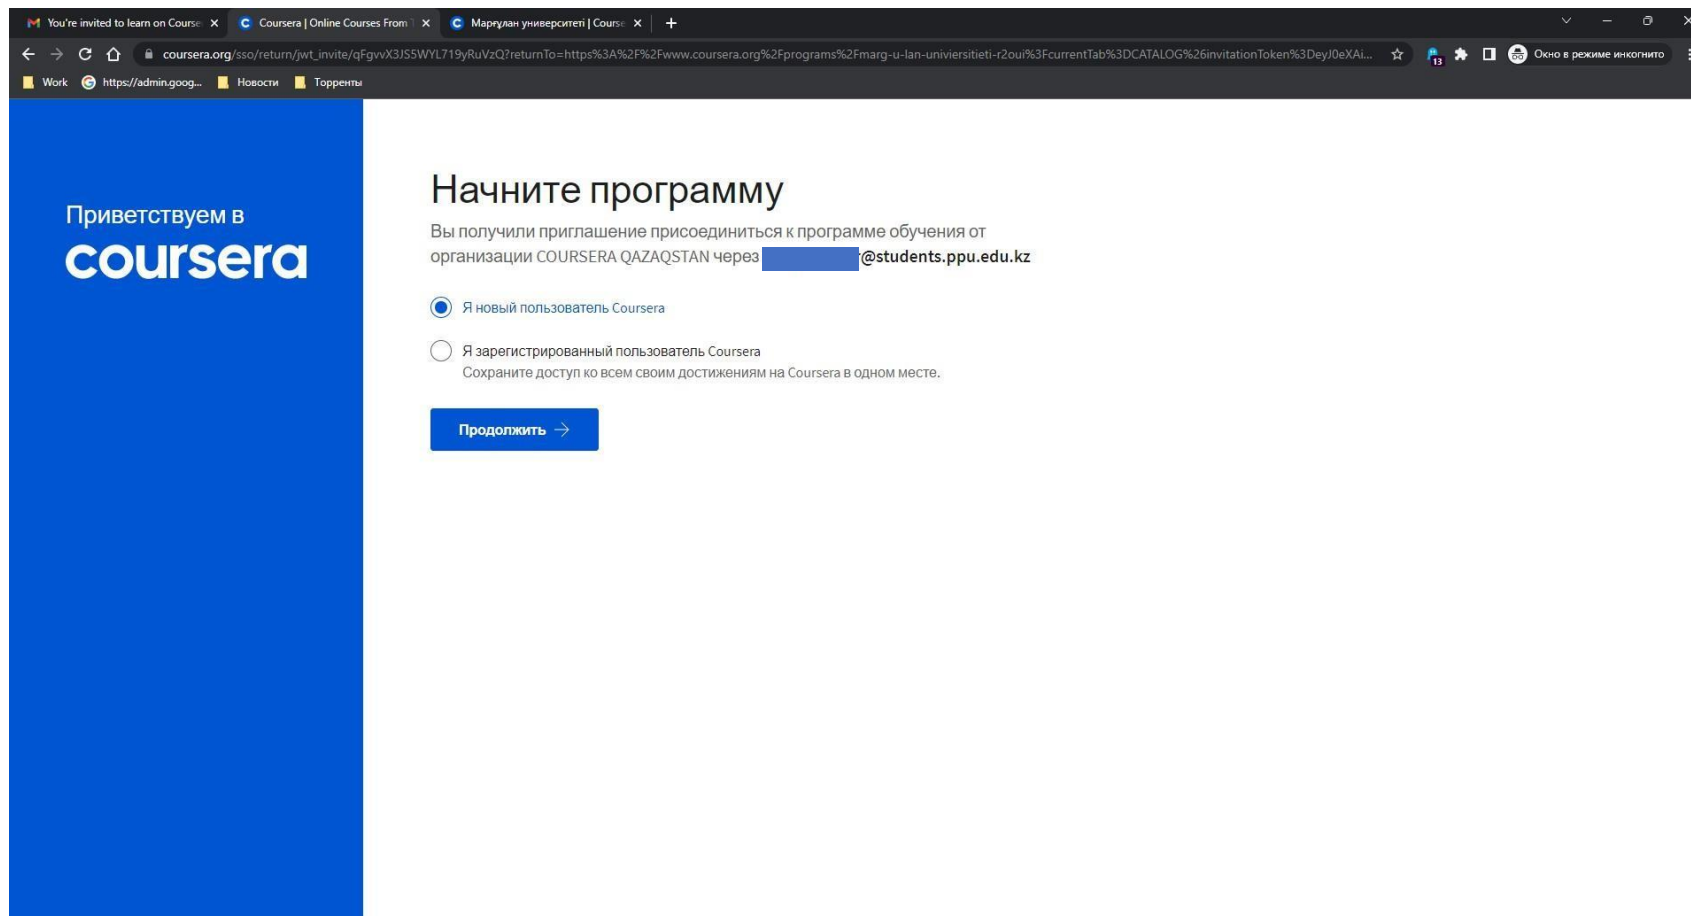 You're invited to learn on Course
Coursera | Online Courses From T
Марғұлан университеті | Course
coursera.org/sso/return/jwt_invite/qFgvvX3JS5WYL719yRuVzQ?returnTo=https%3A%2F%2Fwww.coursera.org%2Fprograms%2Fmarg-u-lan-univiersitieti-r2oui%3FcurrentTab%3DCATALOG%26invitationToken%3DeyJ0eXAi...
13
Окно в режиме инкогнито
Work
https://admin.goog...
Новости
Торренты
Приветствуем в
coursera
Начните программу
Вы получили приглашение присоединиться к программе обучения от
организации COURSERA QAZAQSTAN через @students.ppu.edu.kz
Я новый пользователь Coursera
Я зарегистрированный пользователь Coursera
Сохраните доступ ко всем своим достижениям на Coursera в одном месте.
Продолжить →